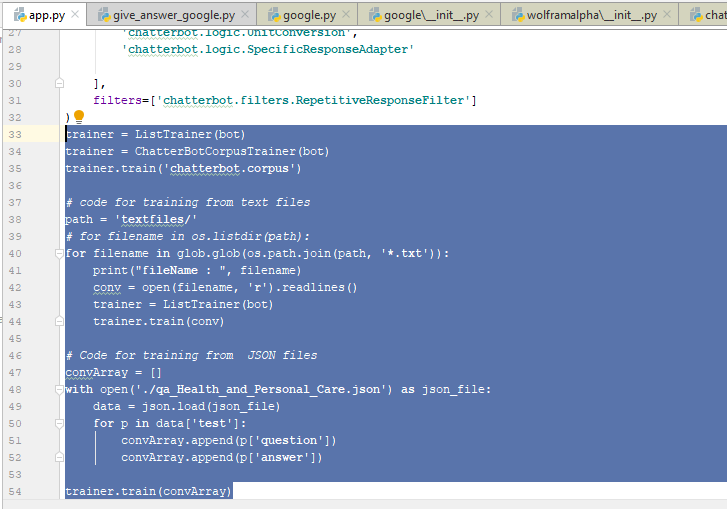 app.py
give_answer_google.py
google.py
google\__init__.py
wolframalpha\__init__.py
27 'chatterbot.logic.UnitConversion',
28 'chatterbot.logic.SpecificResponseAdapter'
29
30 ],
31 filters=['chatterbot.filters.RepetitiveResponseFilter']
32 )
33 trainer = ListTrainer(bot)
34 trainer = ChatterBotCorpusTrainer(bot)
35 trainer.train('chatterbot.corpus')
36
37 # code for training from text files
38 path = 'textfiles/'
39 # for filename in os.listdir(path):
40 for filename in glob.glob(os.path.join(path, '*.txt')):
41 print("fileName : ", filename)
42 conv = open(filename, 'r').readlines()
43 trainer = ListTrainer(bot)
44 trainer.train(conv)
45
46 # Code for training from  JSON files
47 convArray = []
48 with open('./qa_Health_and_Personal_Care.json') as json_file:
49 data = json.load(json_file)
50 for p in data['test']:
51 convArray.append(p['question'])
52 convArray.append(p['answer'])
53
54 trainer.train(convArray)